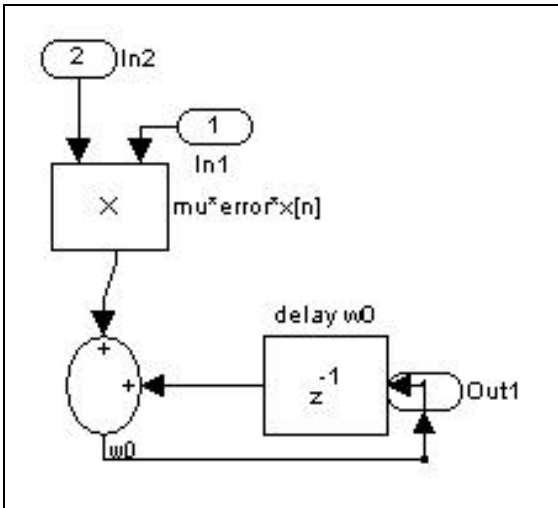 2 In2
1
In1
X mu*error*x[n]
+
delay w0
+
z-1
Out1
w0